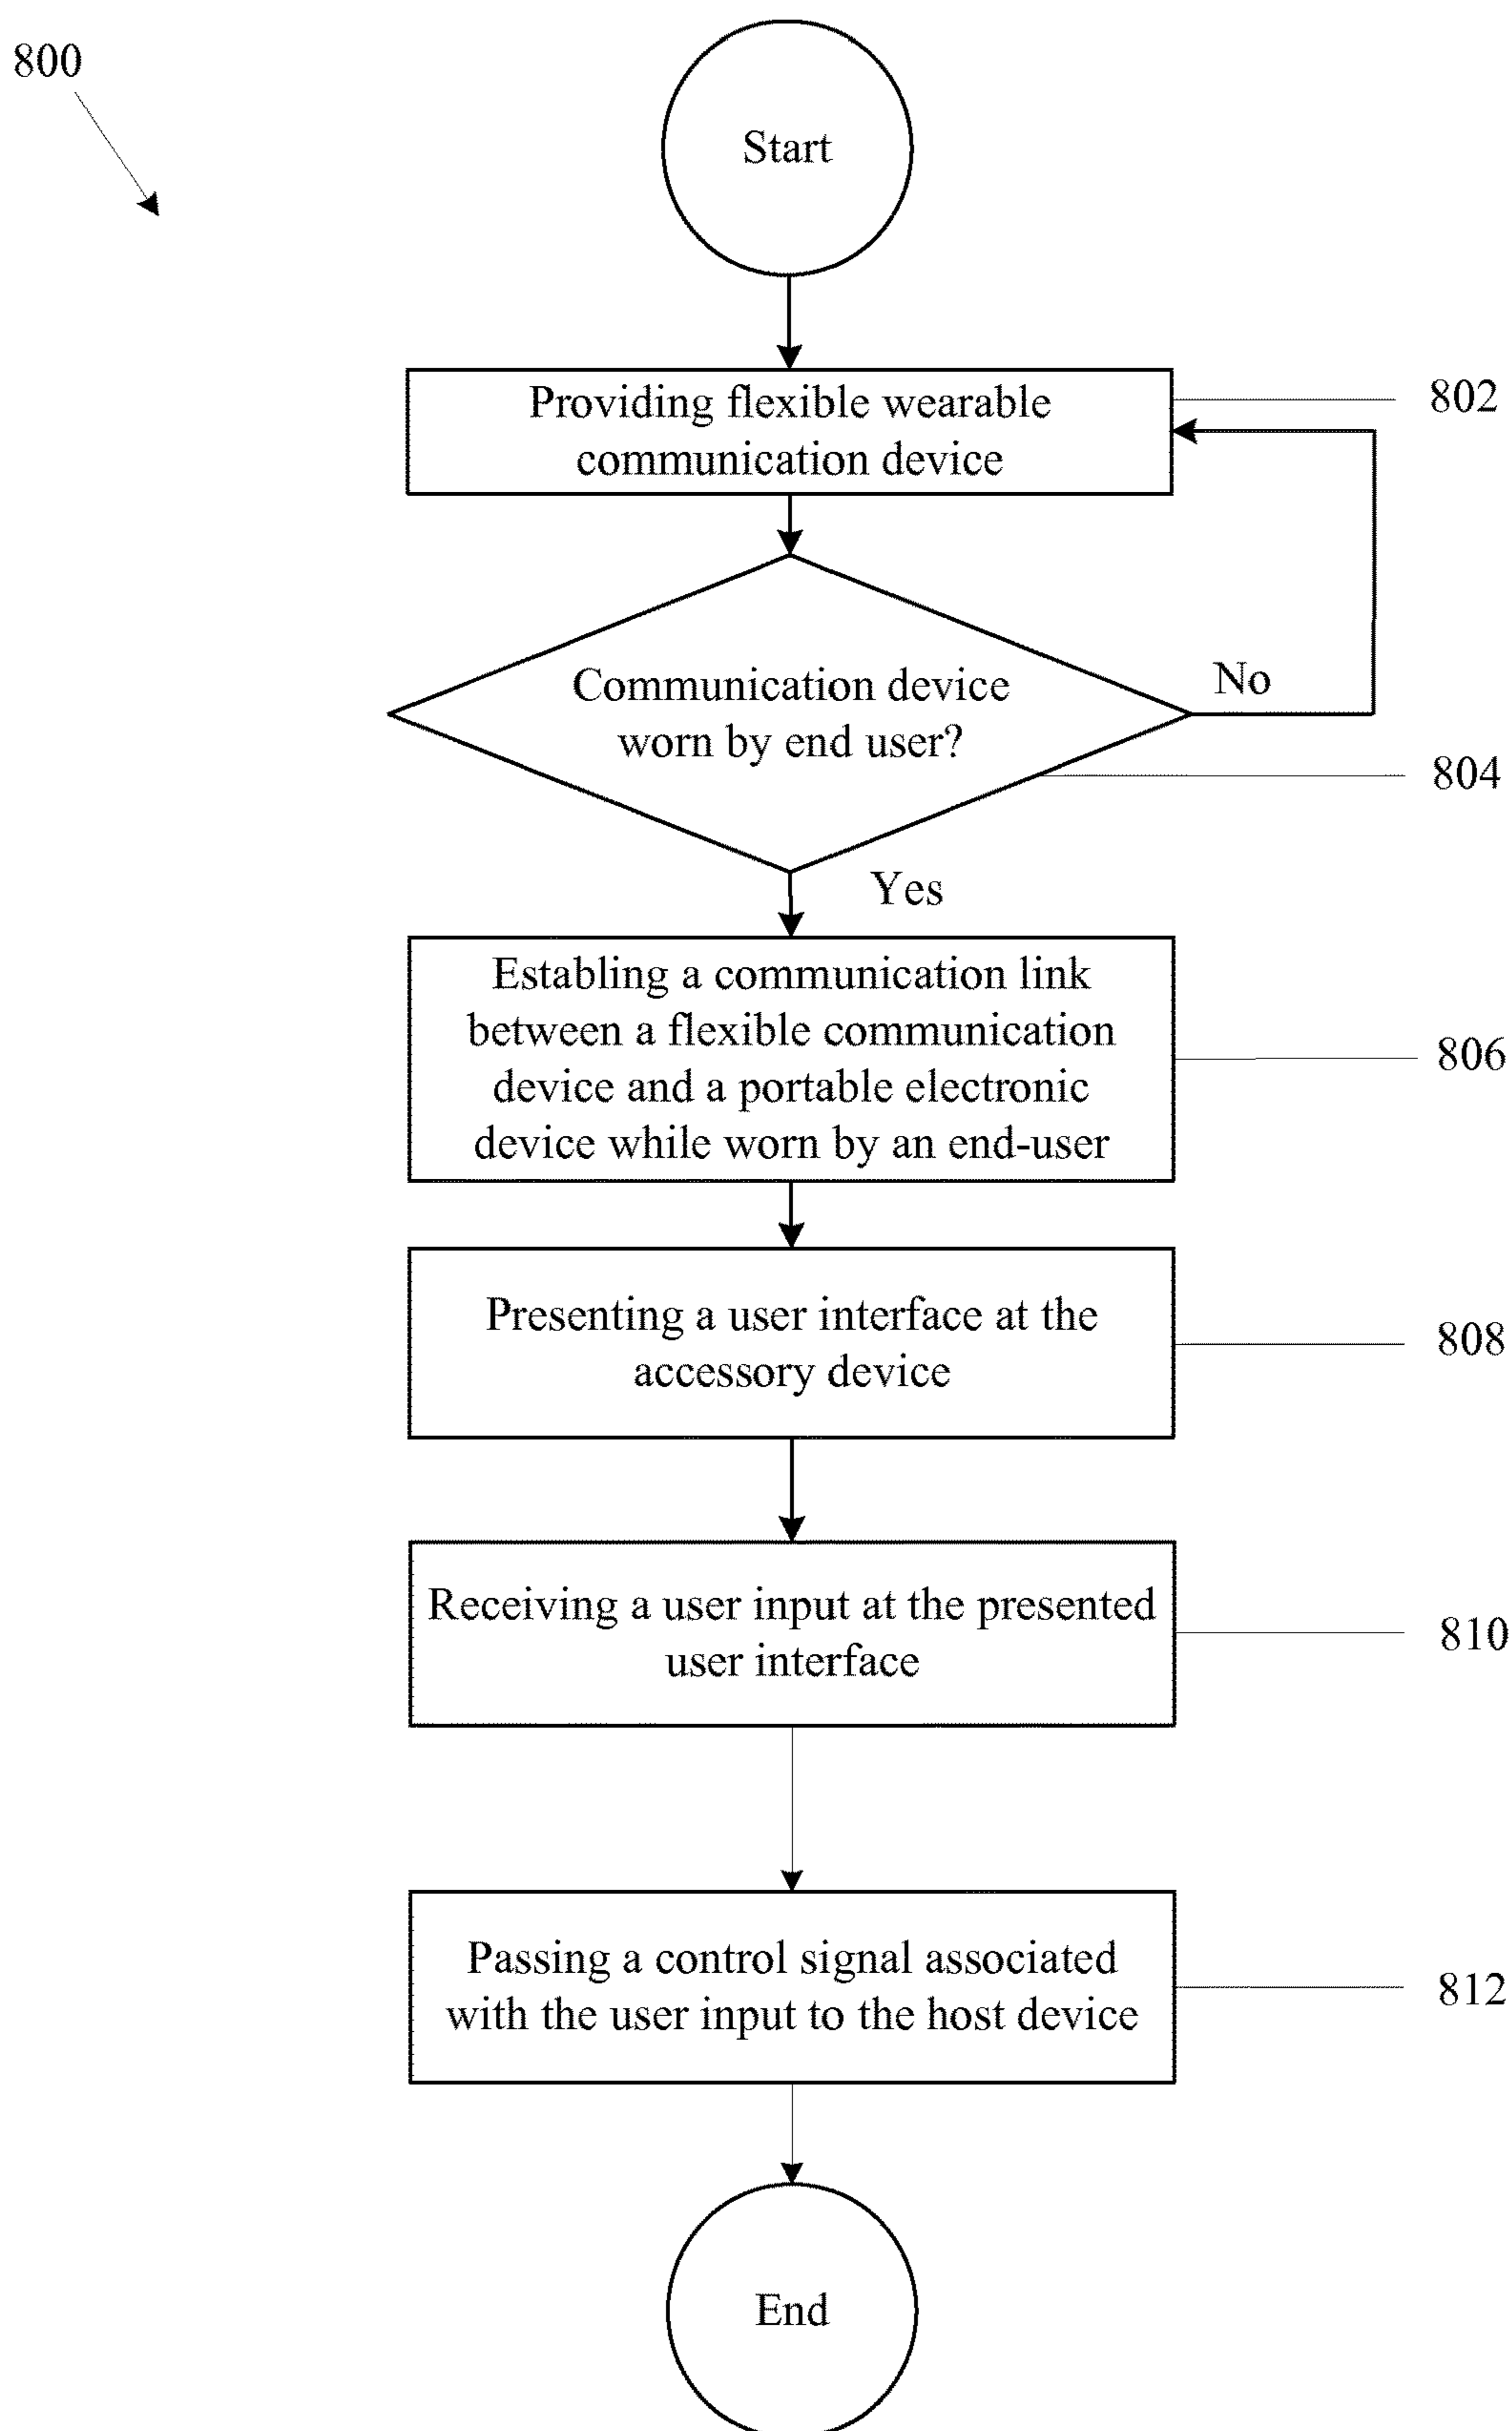 800
Start
Providing flexible wearable
communication device
802
Communication device
worn by end user?
No
804
Yes
Establing a communication link
between a flexible communication
device and a portable electronic
device while worn by an end-user
806
Presenting a user interface at the
accessory device
808
Receiving a user input at the presented
user interface
810
Passing a control signal associated
with the user input to the host device
812
End